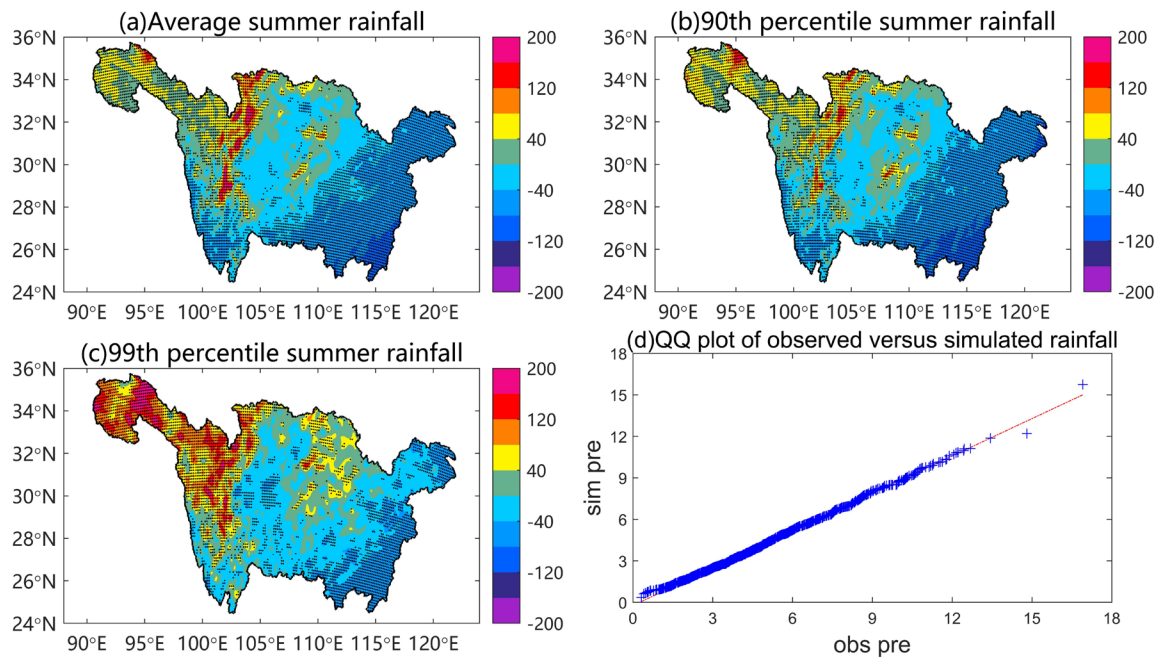 (a)Average summer rainfall
36°N
34°N
32°N
30°N
28°N
26°N
24°N
90°E 95°E 100°E 105°E 110°E 115°E 120°E
200
120
40
-40
-120
-200
(b)90th percentile summer rainfall
36°N
34°N
32°N
30°N
28°N
26°N
24°N
90°E 95°E 100°E 105°E 110°E 115°E 120°E
200
120
40
-40
-120
-200
(c)99th percentile summer rainfall
36°N
34°N
32°N
30°N
28°N
26°N
24°N
90°E 95°E 100°E 105°E 110°E 115°E 120°E
200
120
40
-40
-120
-200
(d)QQ plot of observed versus simulated rainfall
18
15
12
9
6
3
0
sim pre
0 3 6 9 12 15 18
obs pre